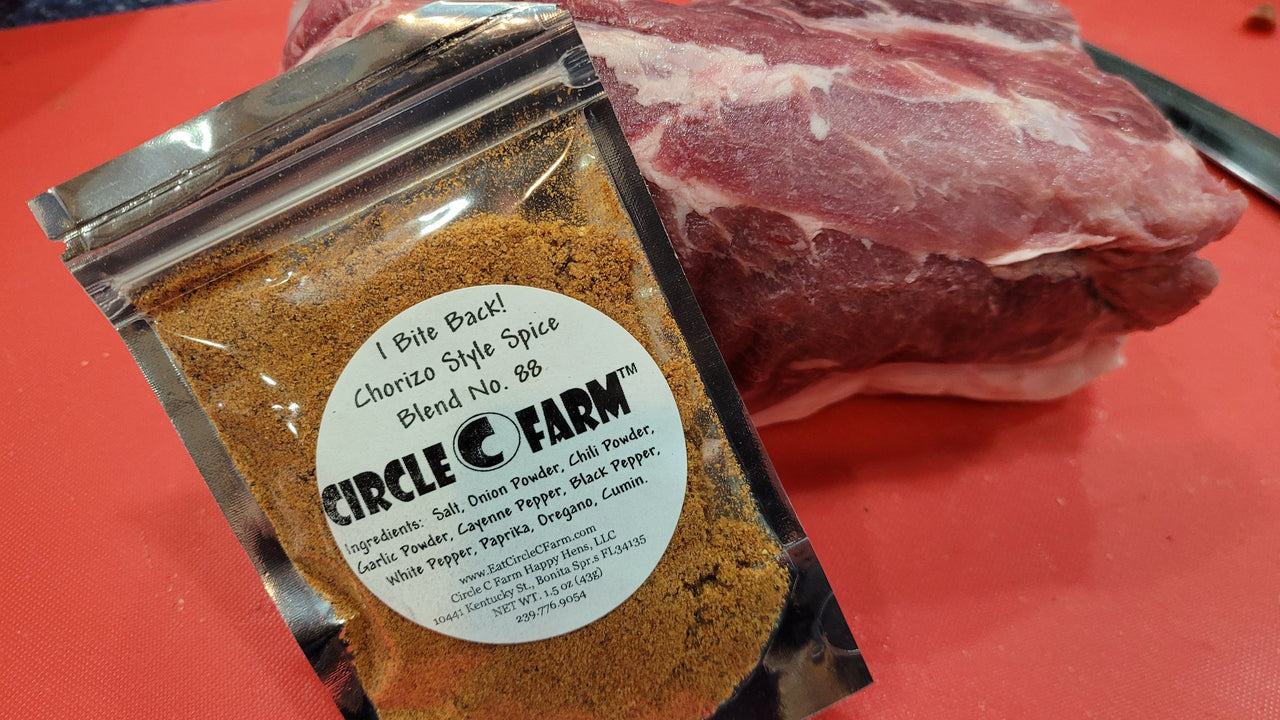 I Bite Back!
Chorizo Style Spice
Blend No. 88
CIRCLE C FARM™
Ingredients: Salt, Onion Powder, Chili Powder,
Garlic Powder, Cayenne Pepper, Black Pepper,
White Pepper, Paprika, Oregano, Cumin.
www.EatCircleCFarm.com
Circle C Farm Happy Hens, LLC
10441 Kentucky St., Bonita Spr.s FL34135
NET WT. 1.5 oz (43g)
239.776.9054